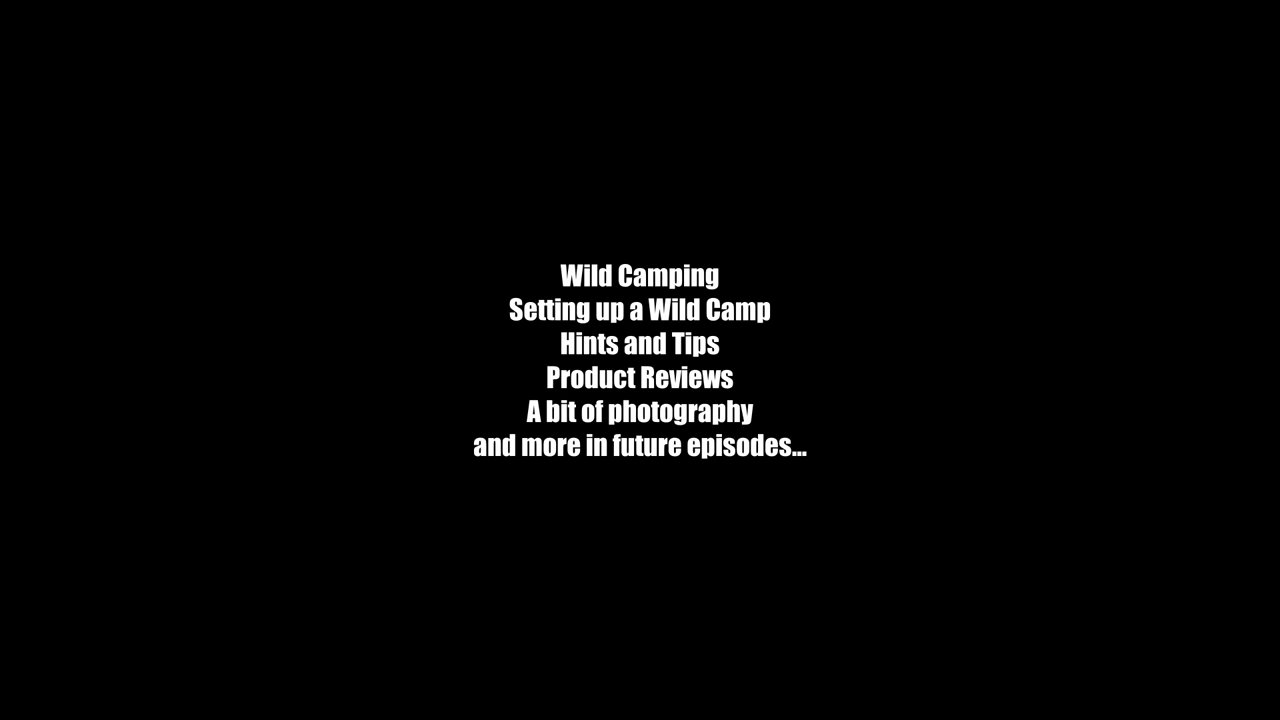 Wild Camping
Setting up a Wild Camp
Hints and Tips
Product Reviews
A bit of photography
and more in future episodes...